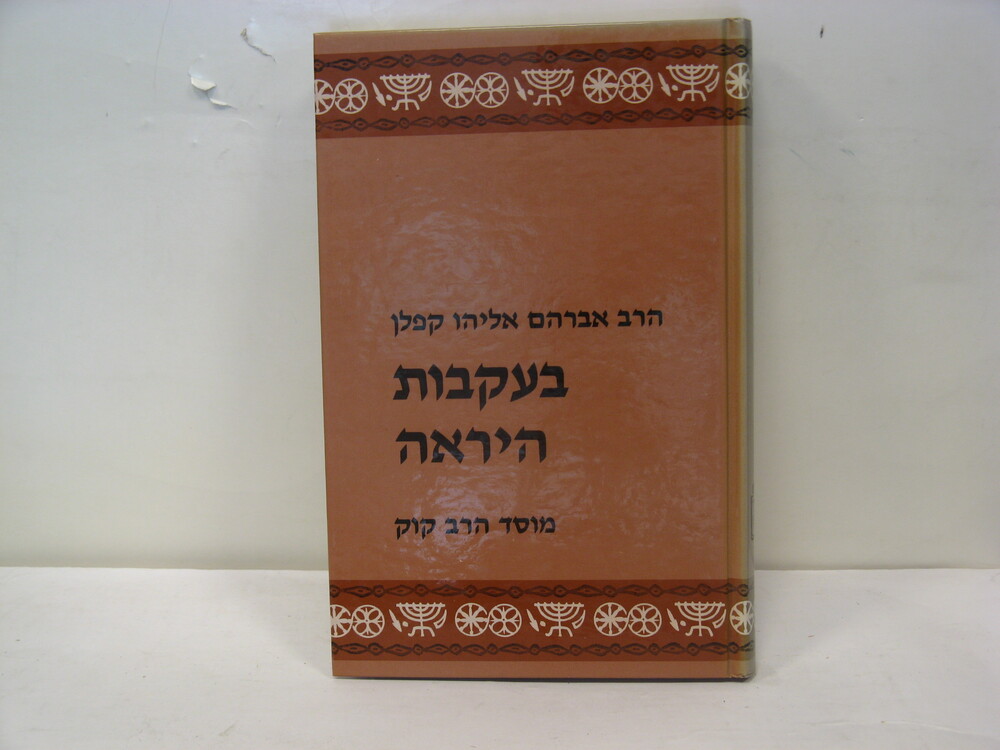 הרב אברהם אליהו קפלן
בעקבות
היראה
מוסד הרב קוק